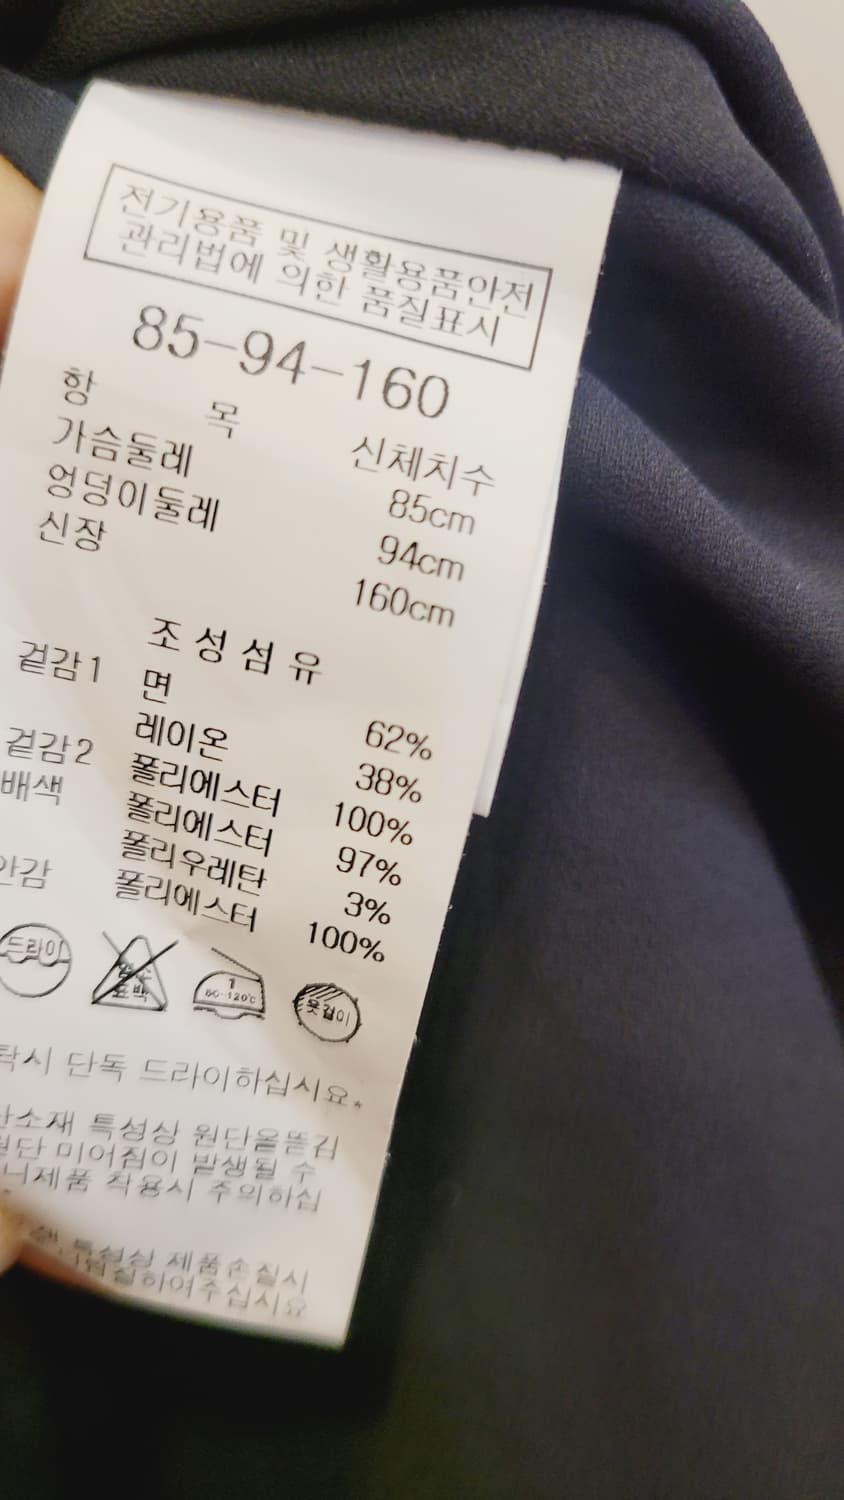 전기용품 및 생활용품안전
관리법에 의한 품질표시
85-94-160
항 목 신체치수
가슴둘레 85cm
엉덩이둘레 94cm
신장 160cm
조성섬유
겉감1 면 62%
레이온 38%
겉감2 폴리에스터 100%
배색 폴리에스터 97%
폴리우레탄 3%
안감 폴리에스터 100%
드라이
염소
표백
1
80-120℃
옷걸이
단독 드라이하십시요.
특성상 원단올뜯김
미어짐이 발생될 수
착용시 주의하십
특성상 제품손질시